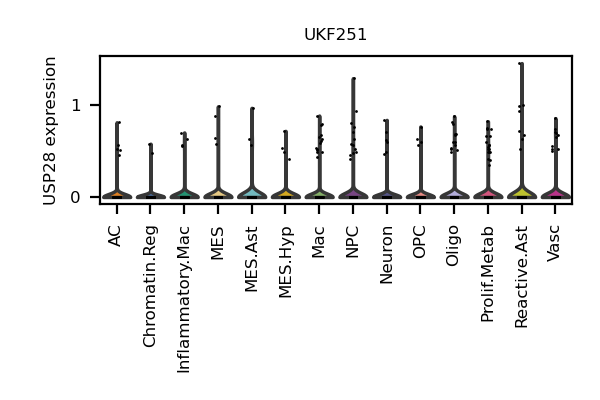 UKF251
USP28 expression
1
0
AC
Chromatin.Reg
Inflammatory.Mac
MES
MES.Ast
MES.Hyp
Mac
NPC
Neuron
OPC
Oligo
Prolif.Metab
Reactive.Ast
Vasc